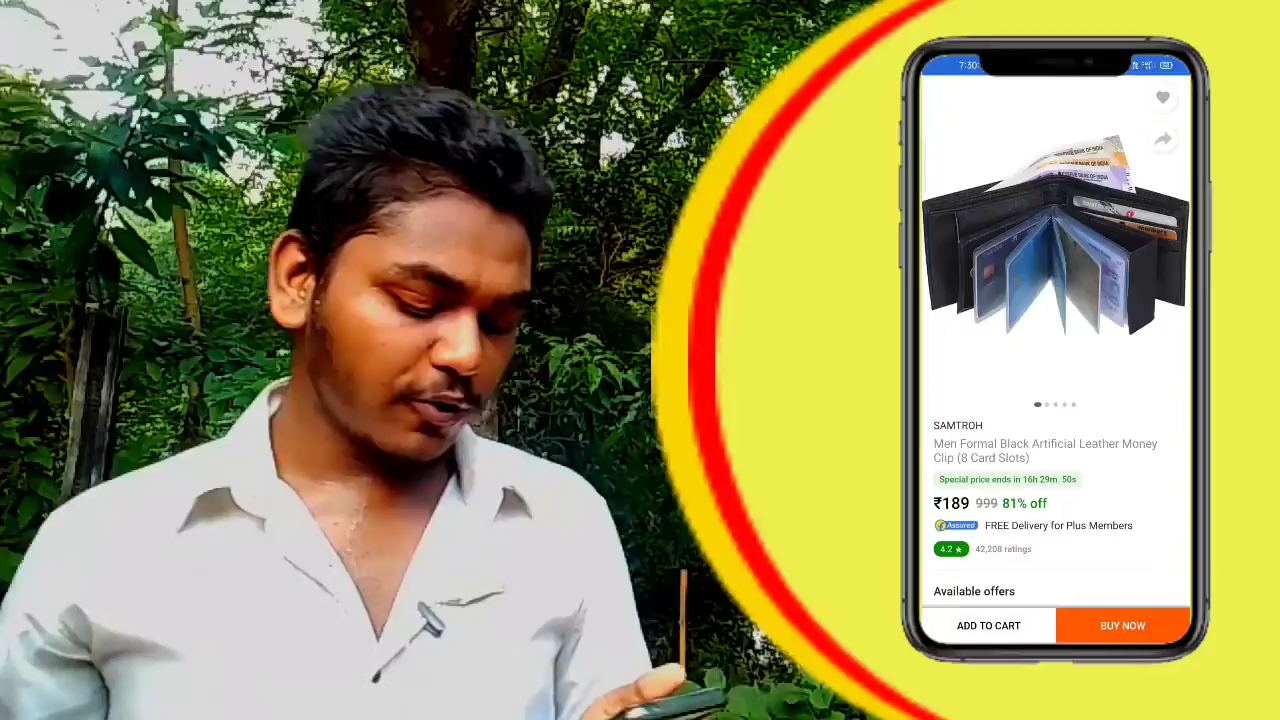 7:30
SAMTROH
Men Formal Black Artificial Leather Money
Clip (8 Card Slots)
Special price ends in 16h 29m 50s
₹189 999 81% off
Assured FREE Delivery for Plus Members
4.2 ★ 42,208 ratings
Available offers
ADD TO CART BUY NOW